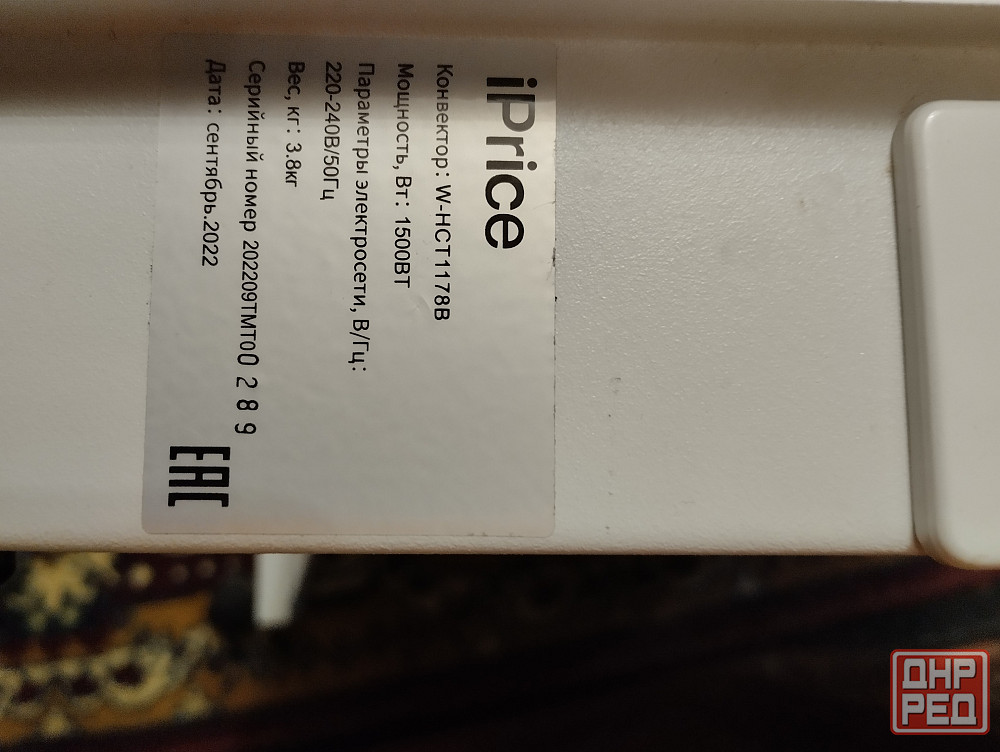 iPrice
Конвектор: W-HCT1178B
Мощность, Вт: 1500ВТ
Параметры электросети, В/Гц:
220-240В/50Гц
Вес, кг: 3.8кг
Серийный номер 202209TMT00 2 8 9
Дата: сентябрь.2022
EAC
ДНР
РЕД